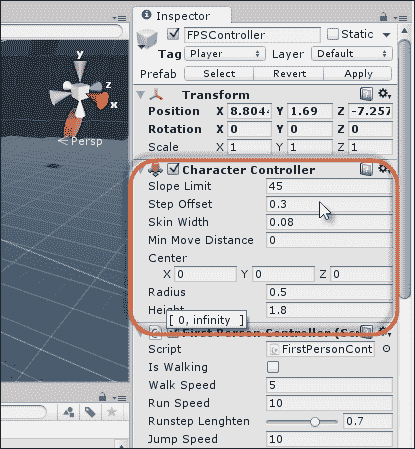 Inspector
FPSController Static
Tag Player Layer Default
Prefab Select Revert Apply
Transform
Position X 8.804 Y 1.69 Z -7.257
Rotation X 0 Y 0 Z 0
Scale X 1 Y 1 Z 1
Character Controller
Slope Limit 45
Step Offset 0.3
Skin Width 0.08
Min Move Distance 0
Center
X 0 Y 0 Z 0
Radius 0.5
Height 1.8
[ 0, infinity ]
First Person Controller (Sc
Script FirstPersonCont
Is Walking
Walk Speed 5
Run Speed 10
Runstep Lenghten 0.7
Jump Speed 10
y
z
x
Persp